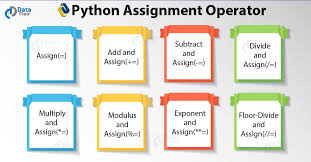 Data
Flair
Python Assignment Operator
Assign(=)
Add and
Assign(+=)
Subtract
and
Assign(-=)
Divide
and
Assign(/=)
Multiply
and
Assign(*=)
Modulus
and
Assign(%=)
Exponent
and
Assign(**=)
Floor-Divide
and
Assign(//=)